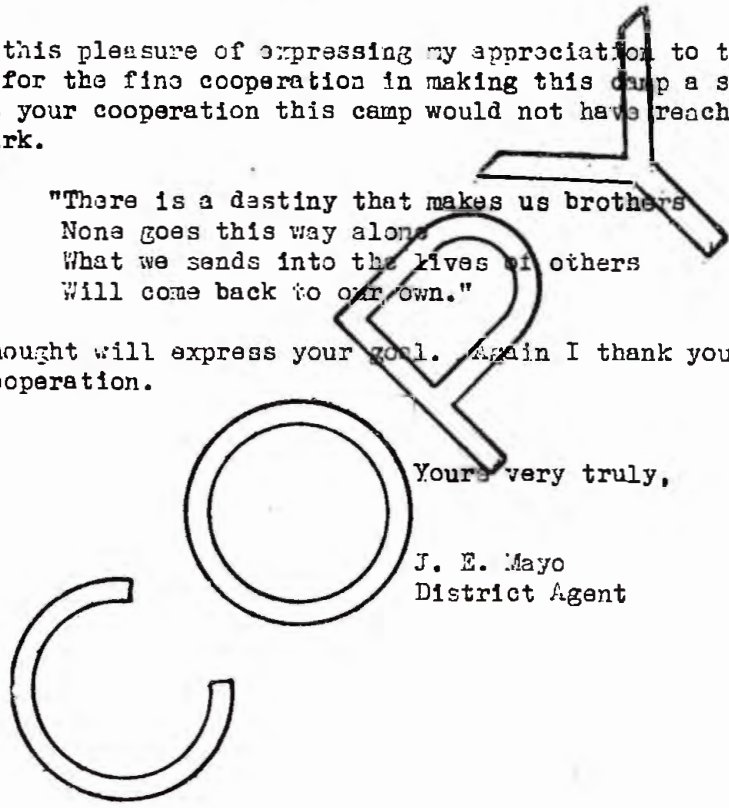 this pleasure of expressing my appreciation to t
for the fine cooperation in making this camp a s
your cooperation this camp would not have reach
rk.
"There is a destiny that makes us brothers
None goes this way alone
What we sends into the lives of others
Will come back to our own."
ought will express your goal. Again I thank you
operation.
Yours very truly,
J. E. Mayo
District Agent
COPY